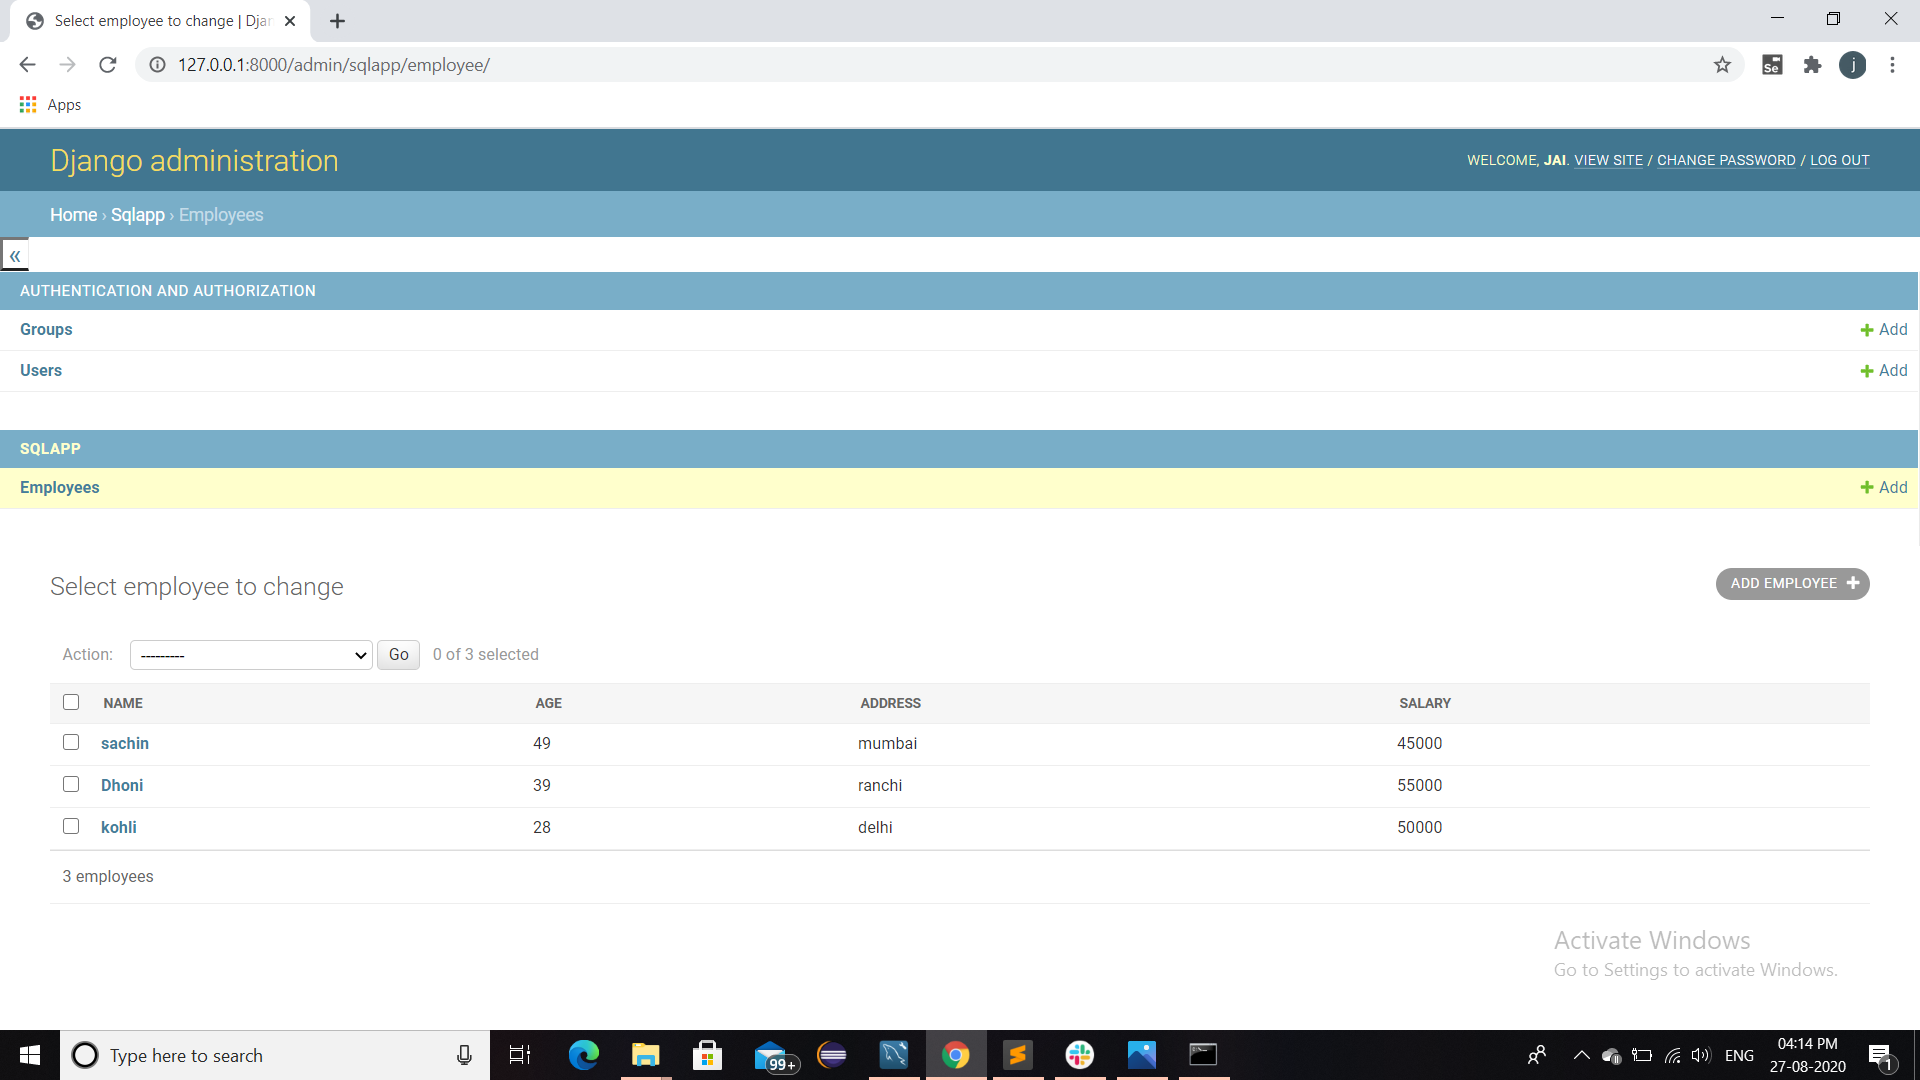 Select employee to change | Djan
127.0.0.1:8000/admin/sqlapp/employee/
Se
j
Apps
Django administration
WELCOME, JAI. VIEW SITE / CHANGE PASSWORD / LOG OUT
Home › Sqlapp › Employees
«
AUTHENTICATION AND AUTHORIZATION
Groups + Add
Users + Add
SQLAPP
Employees + Add
Select employee to change
ADD EMPLOYEE +
Action: --------- Go 0 of 3 selected
NAME AGE ADDRESS SALARY
sachin 49 mumbai 45000
Dhoni 39 ranchi 55000
kohli 28 delhi 50000
3 employees
Activate Windows
Go to Settings to activate Windows.
Type here to search
99+
ENG
04:14 PM
27-08-2020
1